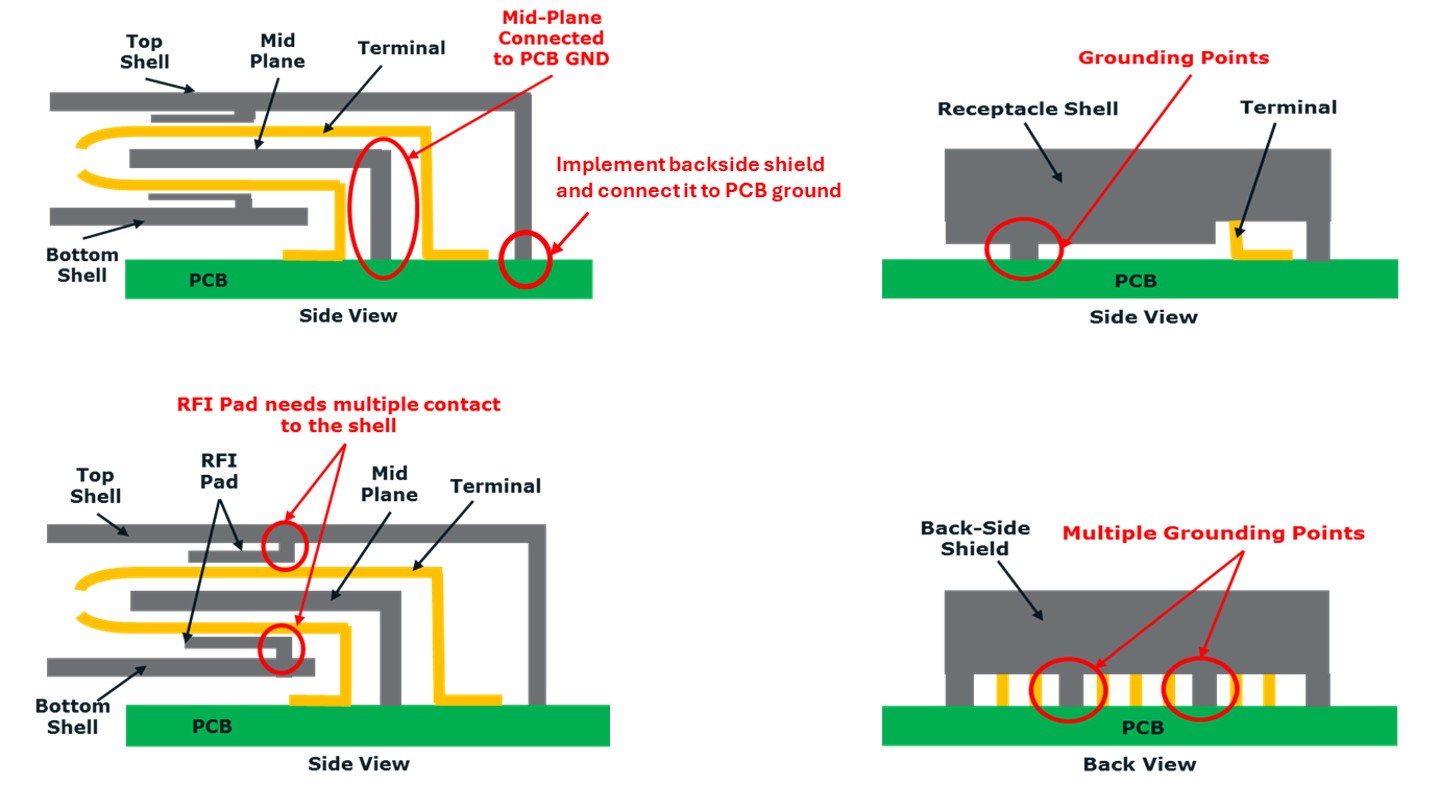 Top
Shell
Mid
Plane
Terminal
Mid-Plane
Connected
to PCB GND
Implement backside shield
and connect it to PCB ground
Bottom
Shell
PCB
Side View
Grounding Points
Receptacle Shell
Terminal
PCB
Side View
RFI Pad needs multiple contact
to the shell
Top
Shell
RFI
Pad
Mid
Plane
Terminal
Bottom
Shell
PCB
Side View
Back-Side
Shield
Multiple Grounding Points
PCB
Back View